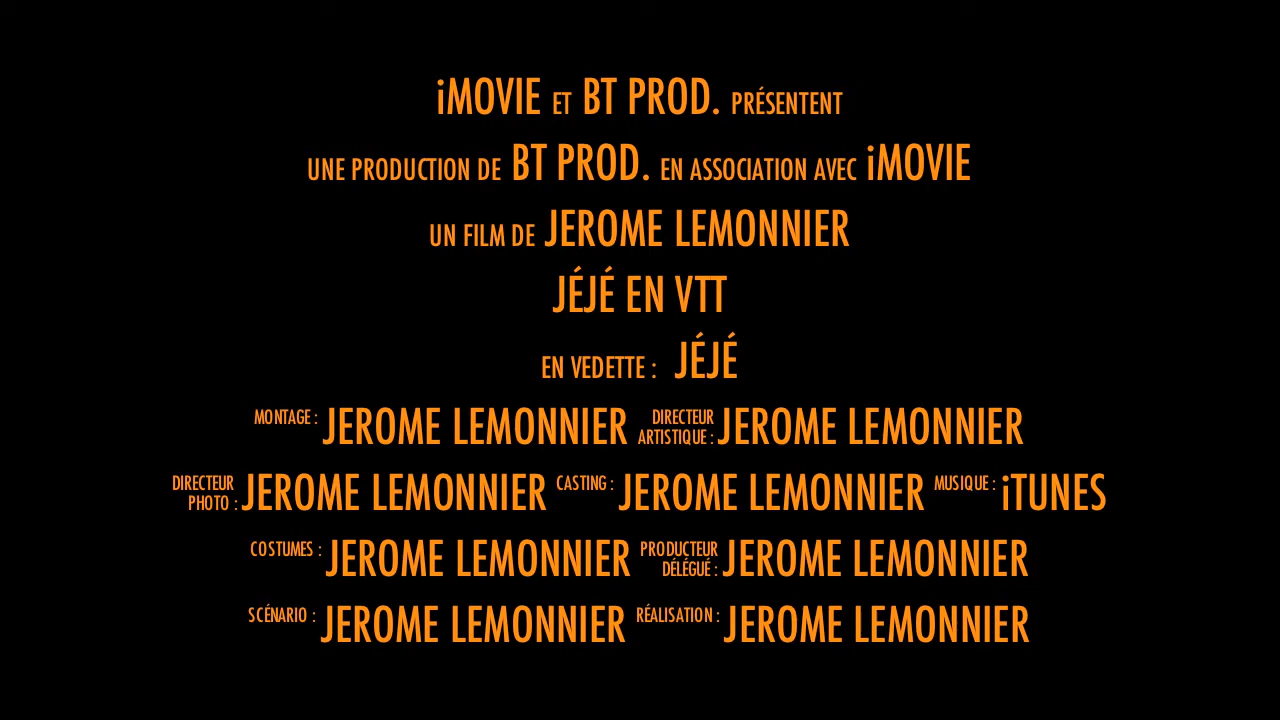 iMOVIE ET BT PROD. PRÉSENTENT
UNE PRODUCTION DE BT PROD. EN ASSOCIATION AVEC iMOVIE
UN FILM DE JEROME LEMONNIER
JÉJÉ EN VTT
EN VEDETTE : JÉJÉ
MONTAGE : JEROME LEMONNIER DIRECTEUR ARTISTIQUE : JEROME LEMONNIER
DIRECTEUR PHOTO : JEROME LEMONNIER CASTING : JEROME LEMONNIER MUSIQUE : iTUNES
COSTUMES : JEROME LEMONNIER PRODUCTEUR DÉLÉGUÉ : JEROME LEMONNIER
SCÉNARIO : JEROME LEMONNIER RÉALISATION : JEROME LEMONNIER